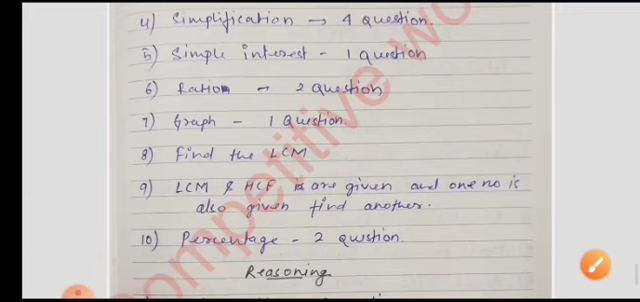 4) Simplification → 4 question.
5) Simple interest - 1 question
6) Ration - 2 question
7) Graph - 1 question.
8) Find the LCM
9) LCM & HCF is are given and one no is
also given find another.
10) Percentage - 2 qustion.
Reasoning
competitive wo